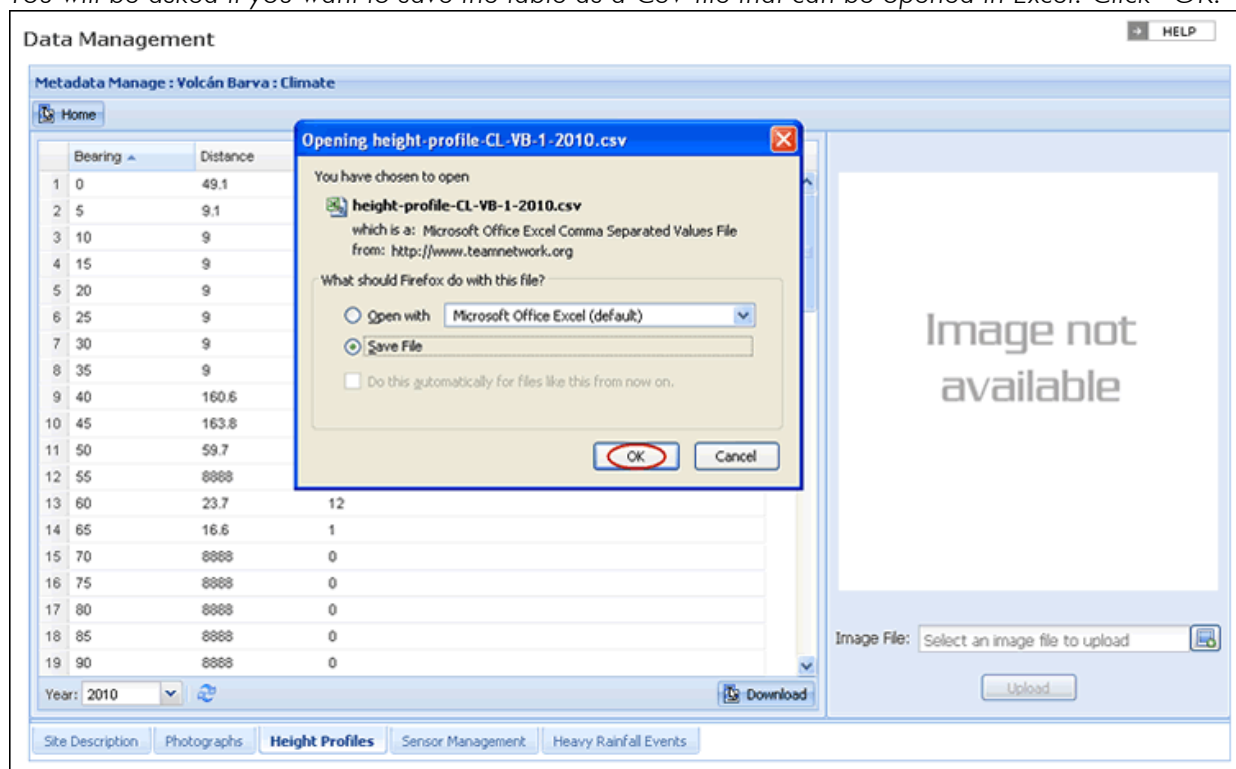 You will be asked if you want to save the table as a CSV file that can be opened in Excel. Click "OK."
Data Management
HELP
Metadata Manage : Volcán Barva : Climate
Home
Bearing Distance
1 0 49.1
2 5 9.1
3 10 9
4 15 9
5 20 9
6 25 9
7 30 9
8 35 9
9 40 160.6
10 45 163.8
11 50 59.7
12 55 8888
13 60 23.7 12
14 65 16.6 1
15 70 8888 0
16 75 8888 0
17 80 8888 0
18 85 8888 0
19 90 8888 0
Year: 2010
Download
Opening height-profile-CL-VB-1-2010.csv
You have chosen to open
height-profile-CL-VB-1-2010.csv
which is a: Microsoft Office Excel Comma Separated Values File
from: http://www.teamnetwork.org
What should Firefox do with this file?
Open with Microsoft Office Excel (default)
Save File
Do this automatically for files like this from now on.
OK Cancel
Image not
available
Image File: Select an image file to upload
Upload
Site Description Photographs Height Profiles Sensor Management Heavy Rainfall Events